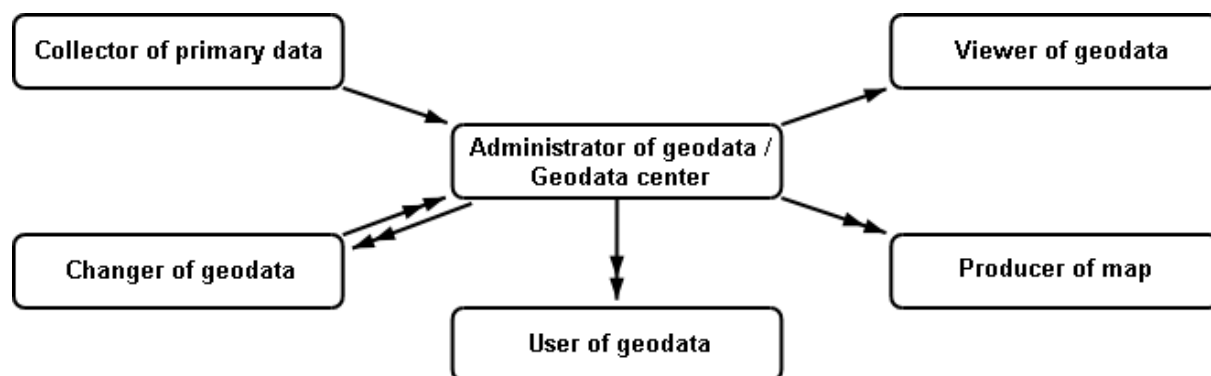 Collector of primary data
Viewer of geodata
Administrator of geodata /
Geodata center
Changer of geodata
Producer of map
User of geodata